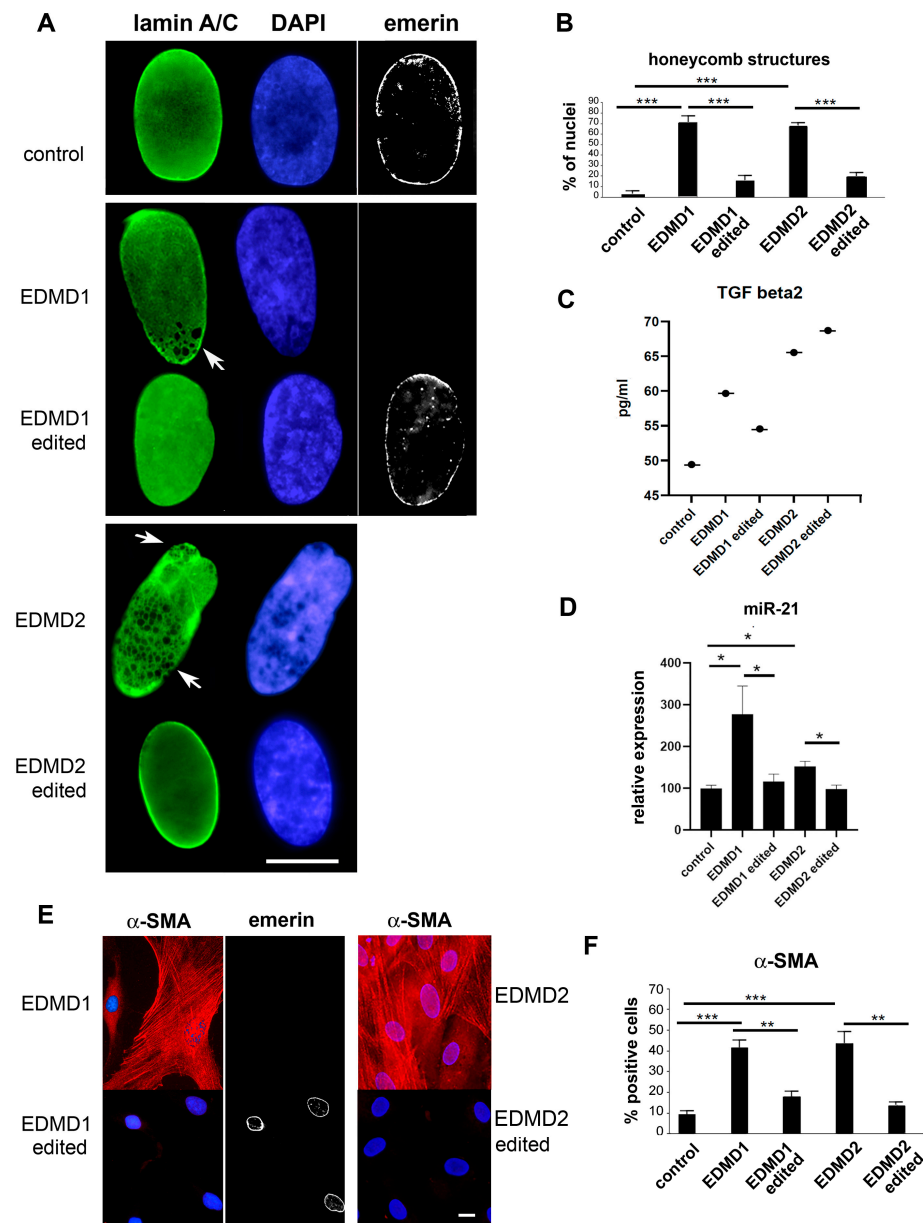 A
lamin A/C DAPI emerin
control
EDMD1
EDMD1
edited
EDMD2
EDMD2
edited
B
honeycomb structures
***
*** *** ***
% of nuclei
90
80
70
60
50
40
30
20
10
0
control
EDMD1
EDMD1
edited
EDMD2
EDMD2
edited
C
TGF beta2
pg/ml
70
65
60
55
50
45
control
EDMD1
EDMD1 edited
EDMD2
EDMD2 edited
D
miR-21
*
* * *
relative expression
400
300
200
100
0
control
EDMD1
EDMD1 edited
EDMD2
EDMD2 edited
E
α-SMA emerin α-SMA
EDMD1
EDMD2
EDMD1
edited
EDMD2
edited
F
α-SMA
***
*** ** **
% positive cells
60
50
40
30
20
10
0
control
EDMD1
EDMD1
edited
EDMD2
EDMD2
edited